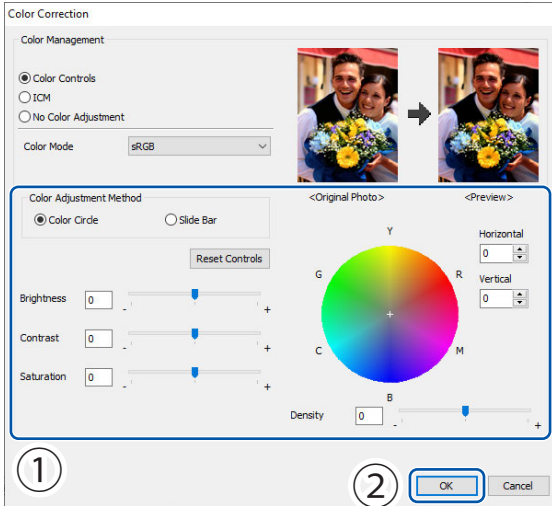 Color Correction
Color Management
Color Controls
ICM
No Color Adjustment
Color Mode sRGB
Color Adjustment Method
Color Circle Slide Bar
Reset Controls
Brightness 0 - +
Contrast 0 - +
Saturation 0 - +
<Original Photo> <Preview>
Y
G R
C M
B
Horizontal
0
Vertical
0
Density 0 - +
1
2
OK Cancel